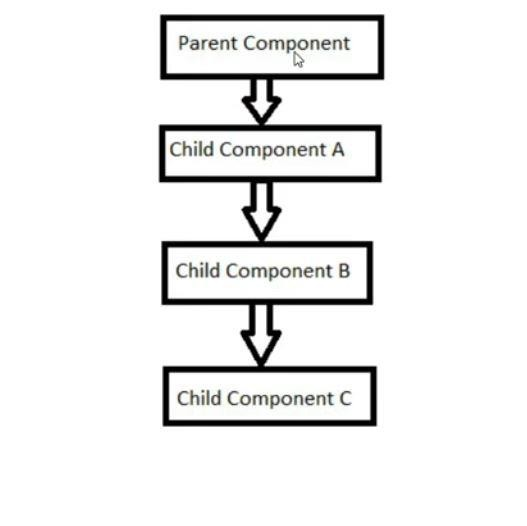 Parent Component
Child Component A
Child Component B
Child Component C